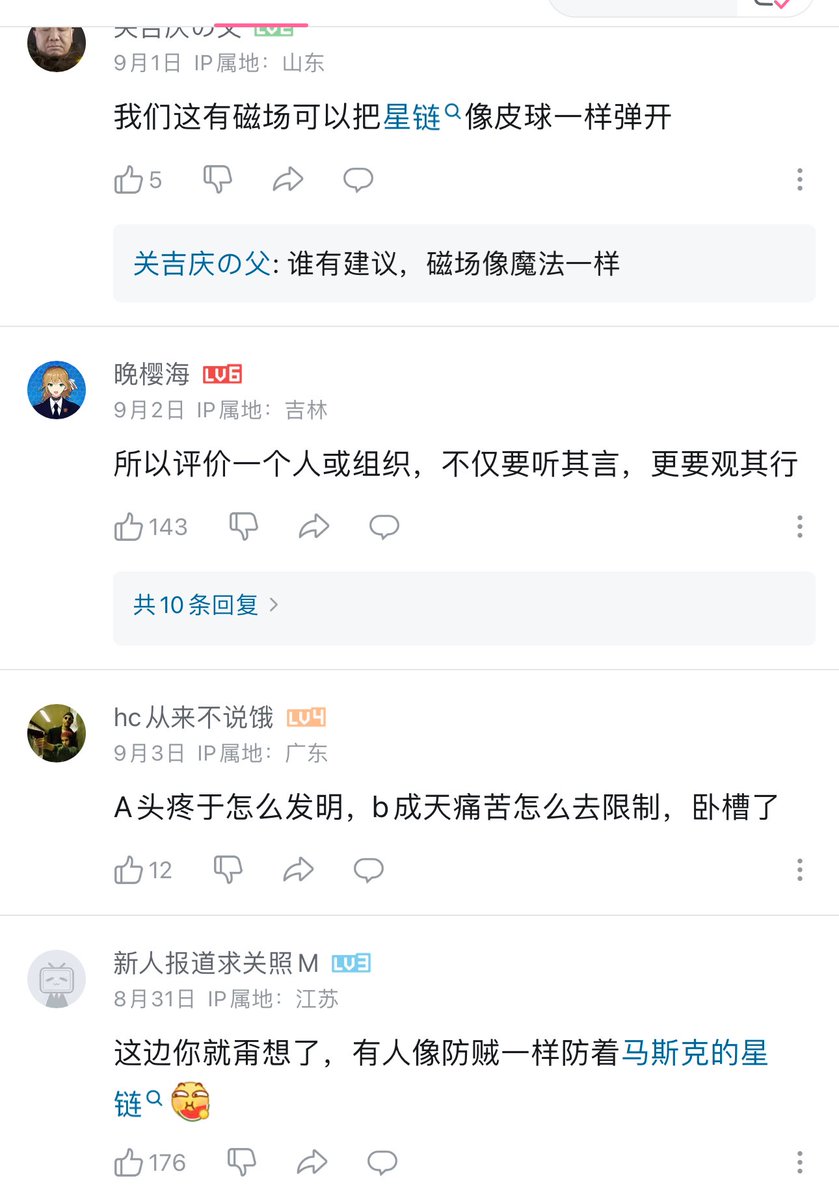 关吉庆の父 LV2
9月1日 IP属地：山东
我们这有磁场可以把星链像皮球一样弹开
5
关吉庆の父: 谁有建议，磁场像魔法一样
晚樱海 LV6
9月2日 IP属地：吉林
所以评价一个人或组织，不仅要听其言，更要观其行
143
共10条回复 >
hc从来不说饿 LV4
9月3日 IP属地：广东
A头疼于怎么发明，b成天痛苦怎么去限制，卧槽了
12
新人报道求关照M LV3
8月31日 IP属地：江苏
这边你就甭想了，有人像防贼一样防着马斯克的星
链
176